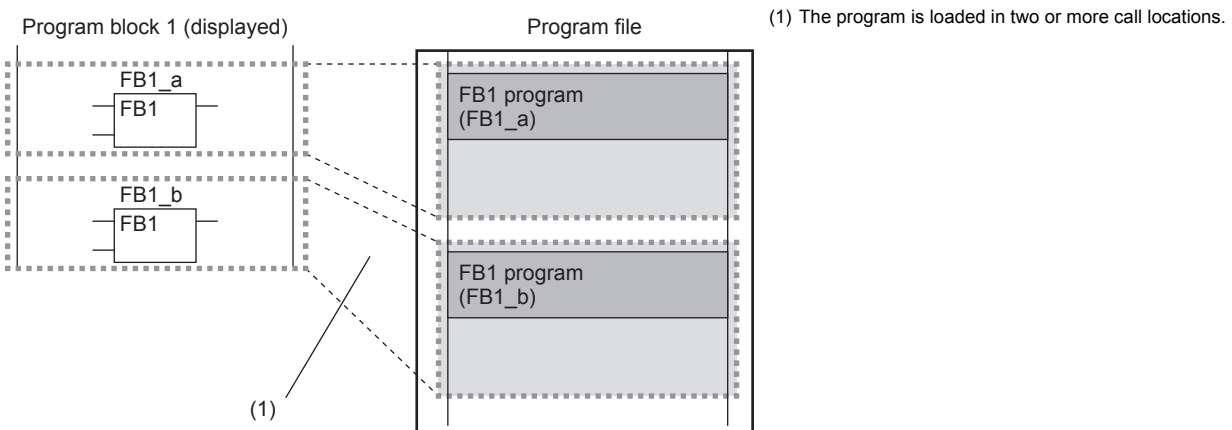 Program block 1 (displayed)
FB1_a
FB1
FB1_b
FB1
(1)
Program file
FB1 program
(FB1_a)
FB1 program
(FB1_b)
(1) The program is loaded in two or more call locations.